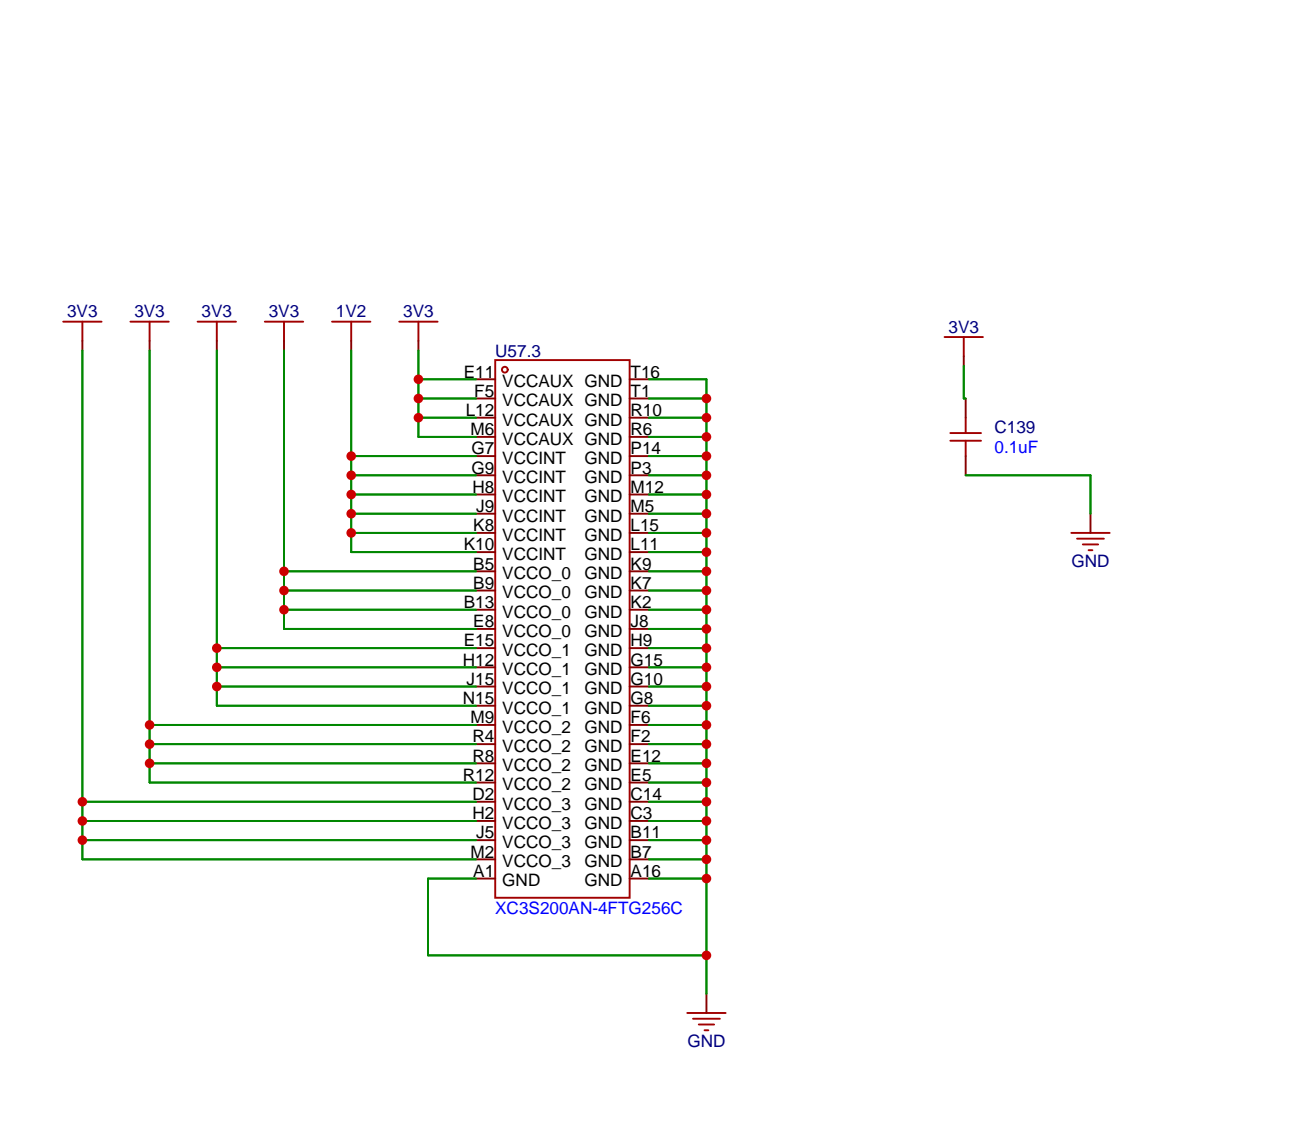 3V3 3V3 3V3 3V3 1V2 3V3
3V3
U57.3
E11 VCCAUX GND T16
F5 VCCAUX GND T1
L12 VCCAUX GND R10
M6 VCCAUX GND R6
G7 VCCINT GND P14
G9 VCCINT GND P3
H8 VCCINT GND M12
J9 VCCINT GND M5
K8 VCCINT GND L15
K10 VCCINT GND L11
B5 VCCO_0 GND K9
B9 VCCO_0 GND K7
B13 VCCO_0 GND K2
E8 VCCO_0 GND J8
E15 VCCO_1 GND H9
H12 VCCO_1 GND G15
J15 VCCO_1 GND G10
N15 VCCO_1 GND G8
M9 VCCO_2 GND F6
R4 VCCO_2 GND F2
R8 VCCO_2 GND E12
R12 VCCO_2 GND E5
D2 VCCO_3 GND C14
H2 VCCO_3 GND C3
J5 VCCO_3 GND B11
M2 VCCO_3 GND B7
A1 GND GND A16
XC3S200AN-4FTG256C
GND
C139
0.1uF
GND